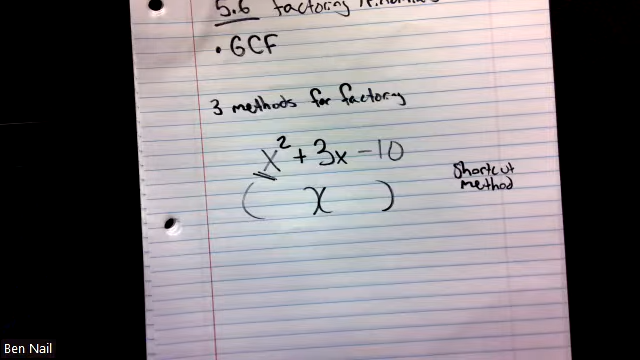 5.6 factoring
• GCF
3 methods for factoring
x² + 3x - 10
( )( )
shortcut
method
Ben Nail